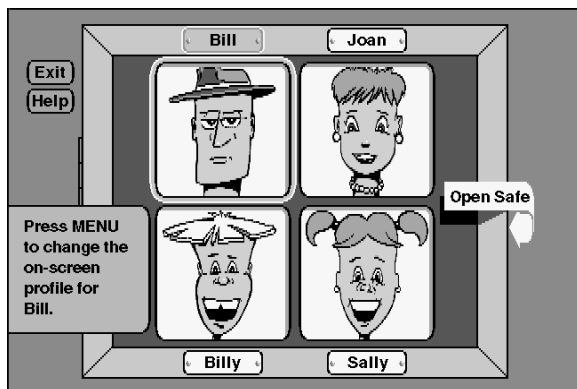 Bill
Joan
Exit
Help
Open Safe
Press MENU
to change the
on-screen
profile for
Bill.
Billy
Sally